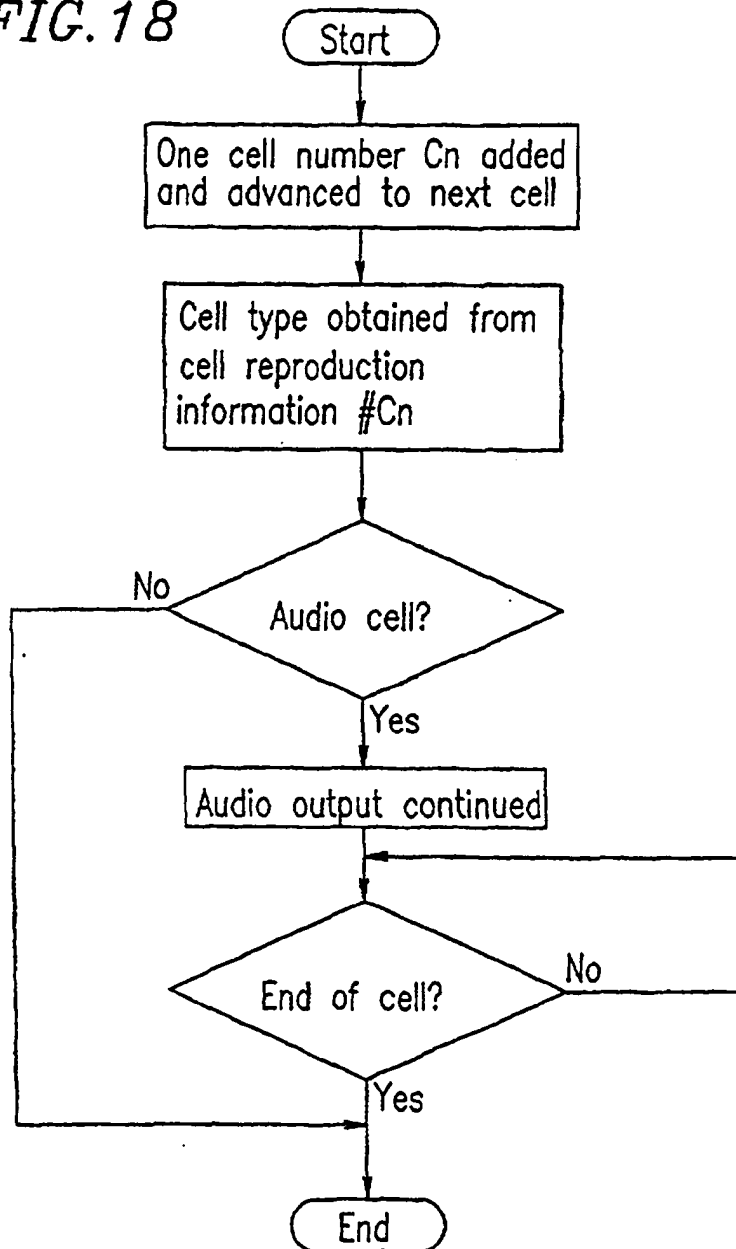 FIG.18
Start
One cell number Cn added
and advanced to next cell
Cell type obtained from
cell reproduction
information #Cn
No
Audio cell?
Yes
Audio output continued
End of cell?
No
Yes
End